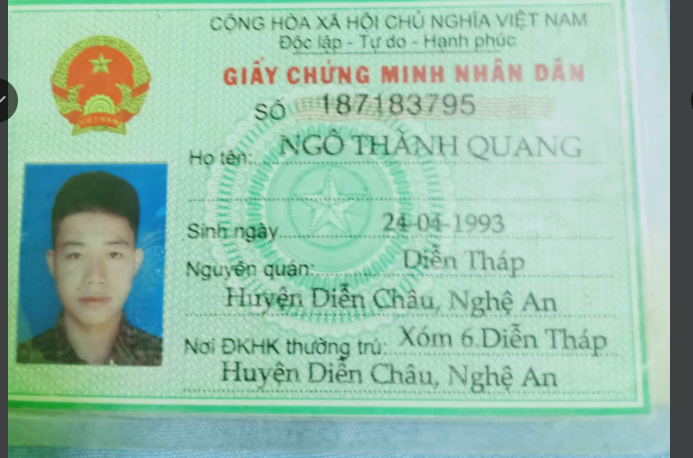 CỘNG HÒA XÃ HỘI CHỦ NGHĨA VIỆT NAM
Độc lập - Tự do - Hạnh phúc
GIẤY CHỨNG MINH NHÂN DÂN
SỐ 187183795
Họ tên: NGÔ THÀNH QUANG
Sinh ngày 24-04-1993
Nguyên quán: Diễn Tháp
Huyện Diễn Châu, Nghệ An
Nơi ĐKHK thường trú: Xóm 6.Diễn Tháp
Huyện Diễn Châu, Nghệ An
VIỆT NAM